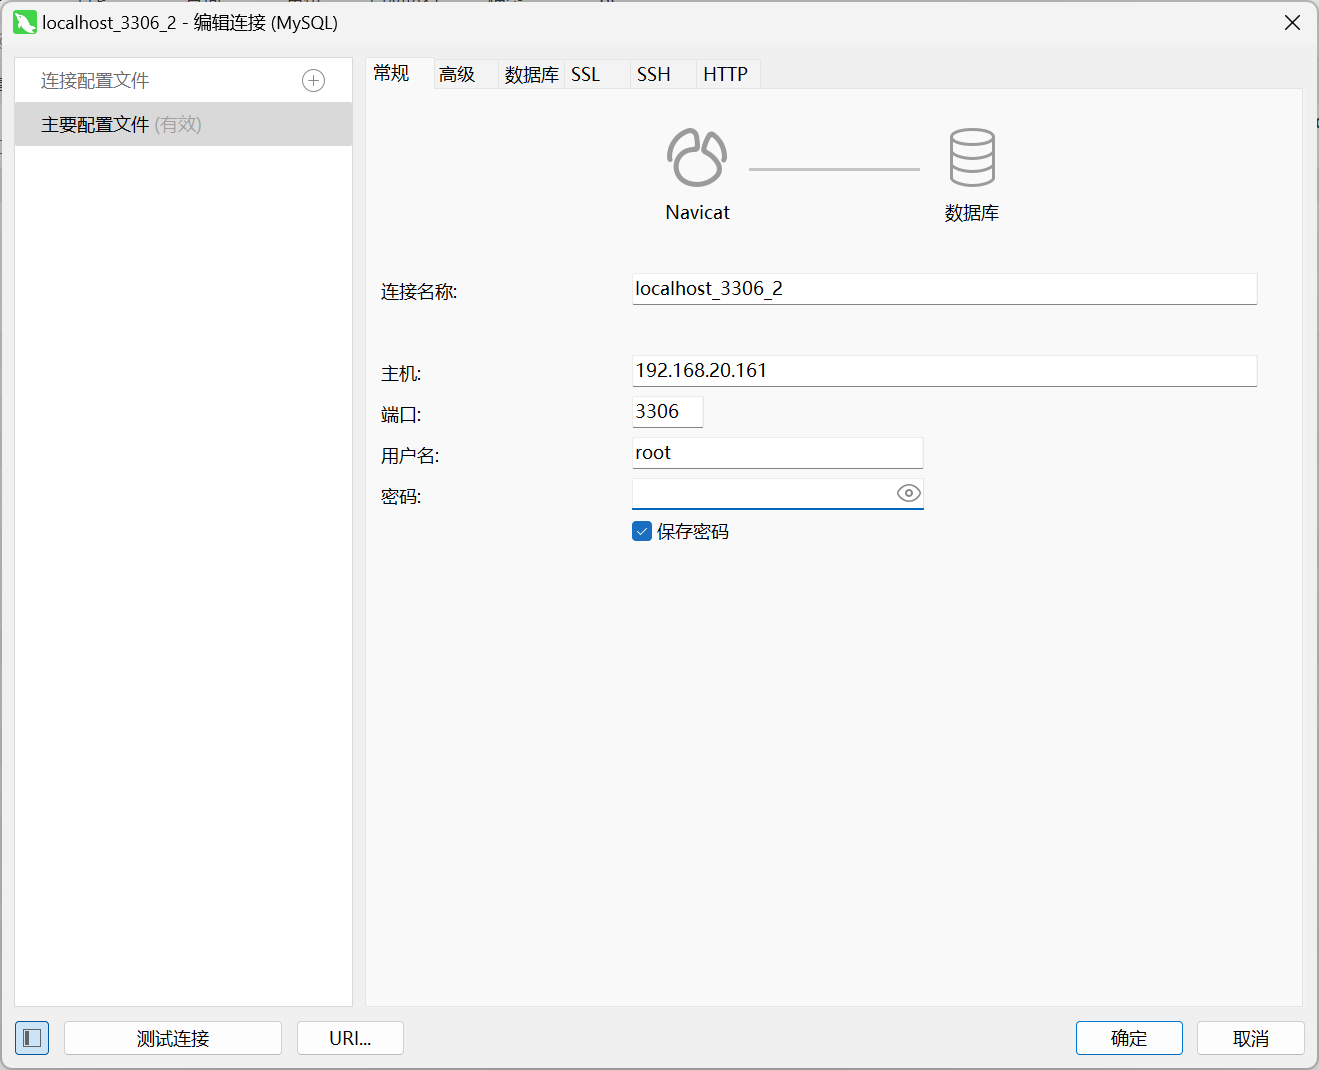 localhost_3306_2 - 编辑连接 (MySQL)
连接配置文件
主要配置文件 (有效)
常规 高级 数据库 SSL SSH HTTP
Navicat 数据库
连接名称: localhost_3306_2
主机: 192.168.20.161
端口: 3306
用户名: root
密码:
保存密码
测试连接 URI... 确定 取消